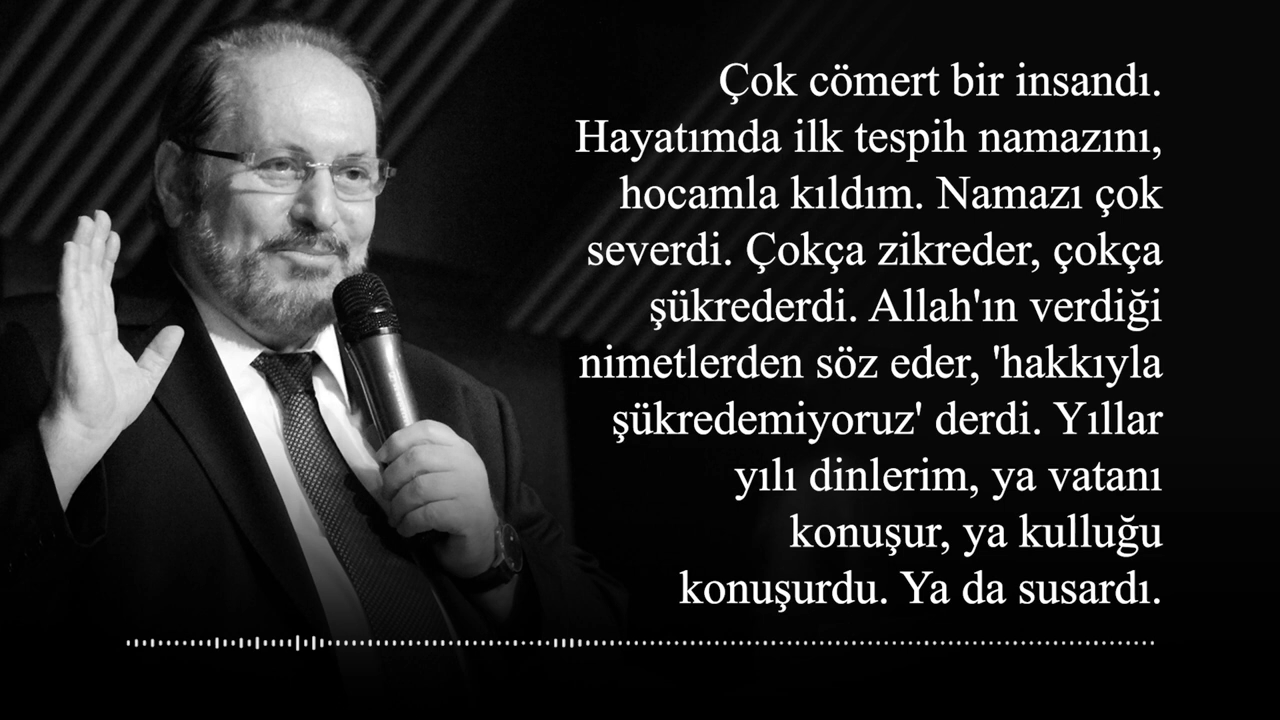 Çok cömert bir insandı.
Hayatımda ilk tespih namazını,
hocamla kıldım. Namazı çok
severdi. Çokça zikreder, çokça
şükrederdi. Allah'ın verdiği
nimetlerden söz eder, 'hakkıyla
şükredemiyoruz' derdi. Yıllar
yılı dinlerim, ya vatanı
konuşur, ya kulluğu
konuşurdu. Ya da susardı.